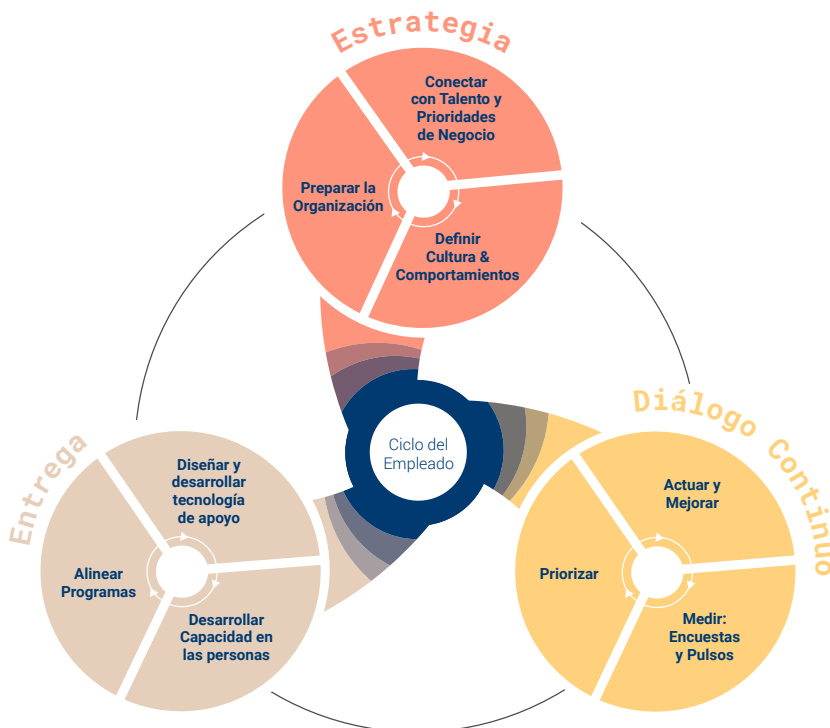 Estrategia
Conectar
con Talento y
Prioridades
de Negocio
Preparar la
Organización
Definir
Cultura &
Comportamientos
Ciclo del
Empleado
Diálogo Continuo
Actuar y
Mejorar
Priorizar
Medir:
Encuestas
y Pulsos
Entrega
Diseñar y
desarrollar
tecnología
de apoyo
Alinear
Programas
Desarrollar
Capacidad en
las personas